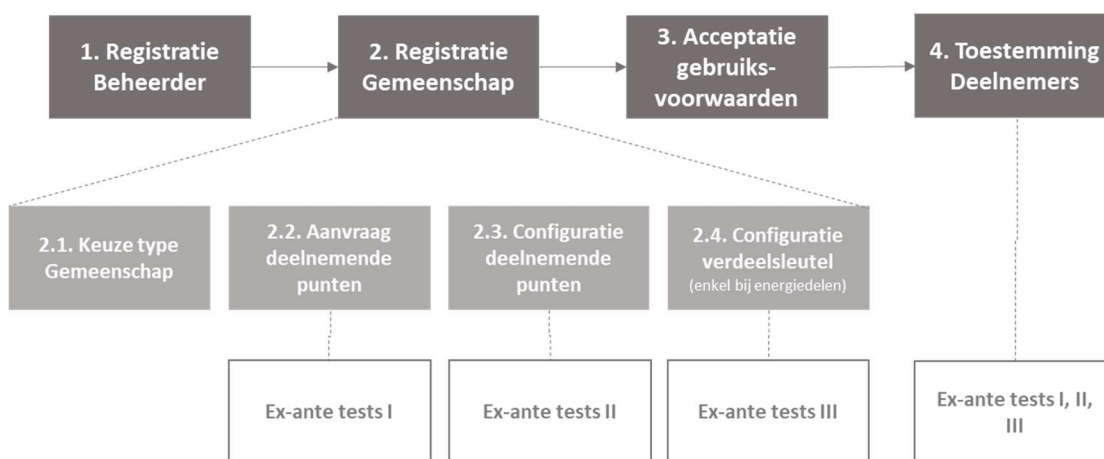 1. Registratie
Beheerder
2. Registratie
Gemeenschap
3. Acceptatie
gebruiks-
voorwaarden
4. Toestemming
Deelnemers
2.1. Keuze type
Gemeenschap
2.2. Aanvraag
deelnemende
punten
2.3. Configuratie
deelnemende
punten
2.4. Configuratie
verdeelsleutel
(enkel bij energiedelen)
Ex-ante tests I
Ex-ante tests II
Ex-ante tests III
Ex-ante tests I, II,
III